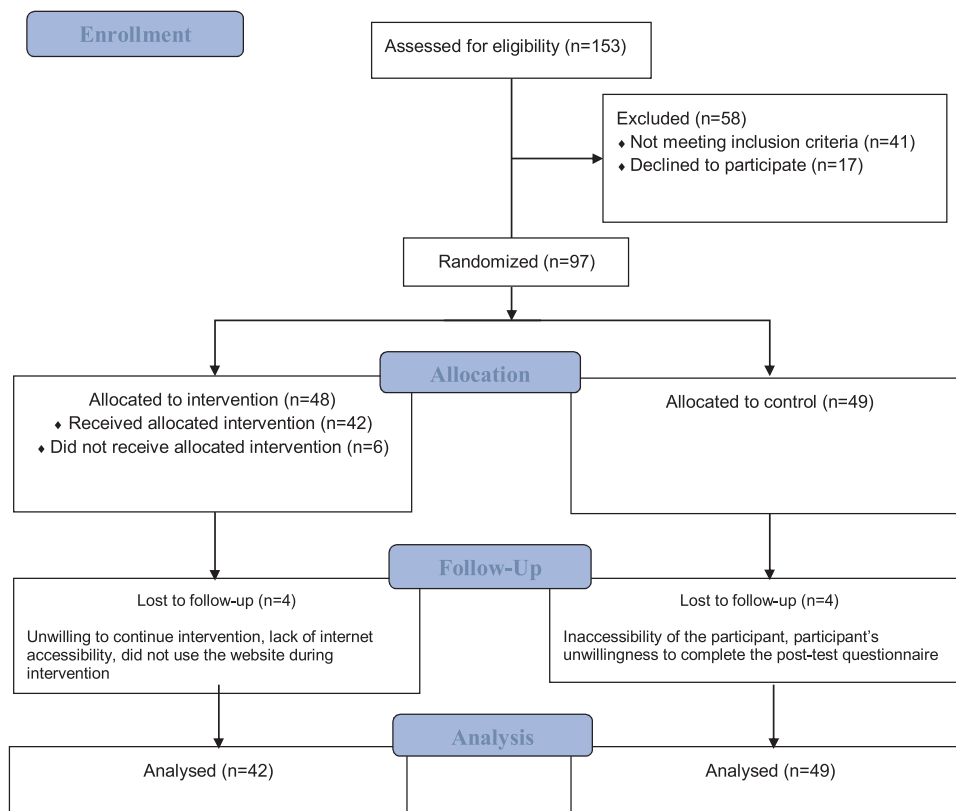 Enrollment
Assessed for eligibility (n=153)
Excluded (n=58)
♦ Not meeting inclusion criteria (n=41)
♦ Declined to participate (n=17)
Randomized (n=97)
Allocation
Allocated to intervention (n=48)
♦ Received allocated intervention (n=42)
♦ Did not receive allocated intervention (n=6)
Allocated to control (n=49)
Follow-Up
Lost to follow-up (n=4)
Unwilling to continue intervention, lack of internet
accessibility, did not use the website during
intervention
Lost to follow-up (n=4)
Inaccessibility of the participant, participant's
unwillingness to complete the post-test questionnaire
Analysis
Analysed (n=42)
Analysed (n=49)